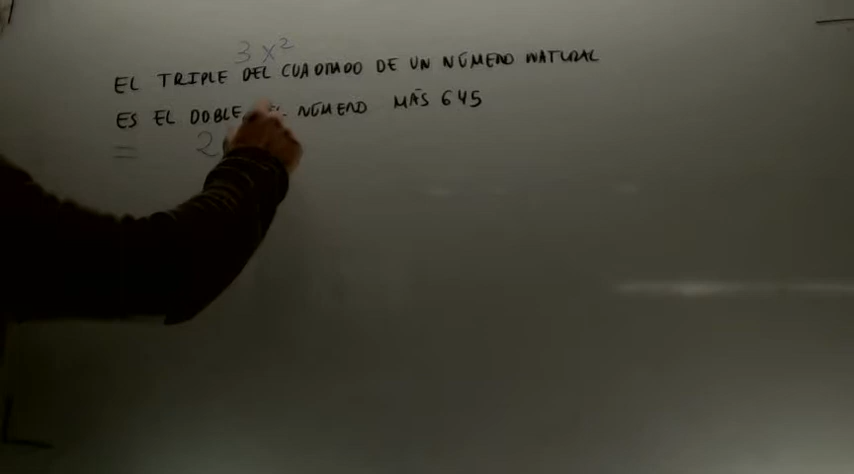 3x²
EL TRIPLE DEL CUADRADO DE UN NÚMERO NATURAL
ES EL DOBLE NÚMERO MÁS 645
= 2